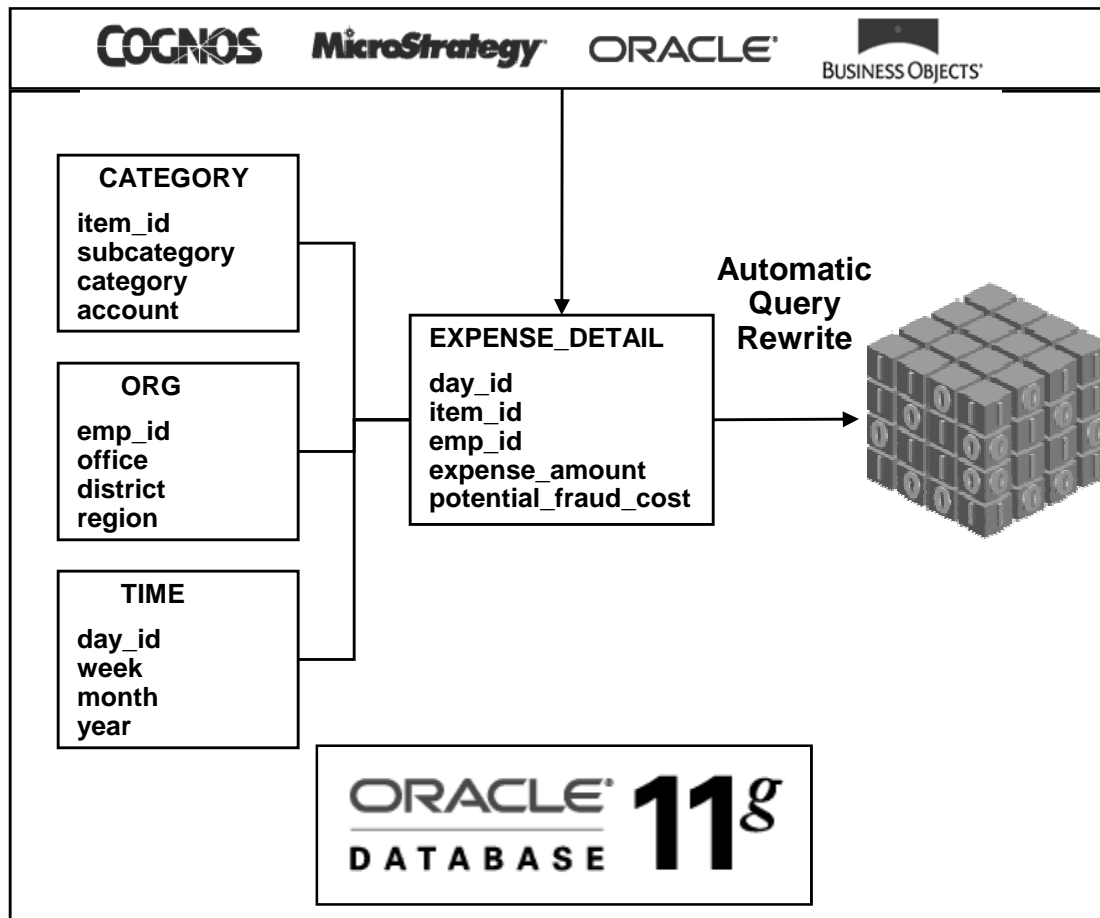 COGNOS
MicroStrategy
ORACLE®
BUSINESS OBJECTS®
CATEGORY
item_id
subcategory
category
account
ORG
emp_id
office
district
region
TIME
day_id
week
month
year
EXPENSE_DETAIL
day_id
item_id
emp_id
expense_amount
potential_fraud_cost
Automatic
Query
Rewrite
ORACLE®
DATABASE
11g